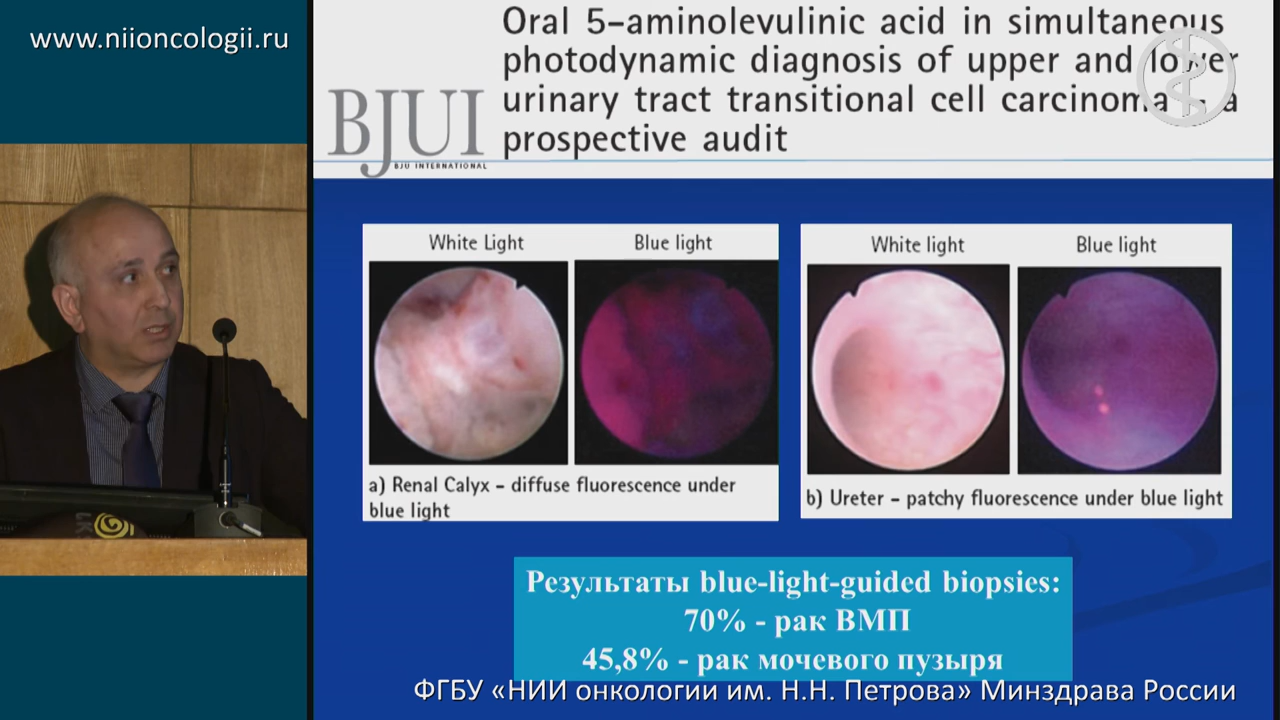 www.niioncologii.ru
Oral 5-aminolevulinic acid in simultaneous
photodynamic diagnosis of upper and lower
urinary tract transitional cell carcinoma - a
prospective audit
BJUI
BJU INTERNATIONAL
White Light
Blue light
a) Renal Calyx – diffuse fluorescence under
blue light
White light
Blue light
b) Ureter – patchy fluorescence under blue light
Результаты blue-light-guided biopsies:
70% - рак ВМП
45,8% - рак мочевого пузыря
ФГБУ «НИИ онкологии им. Н.Н. Петрова» Минздрава России